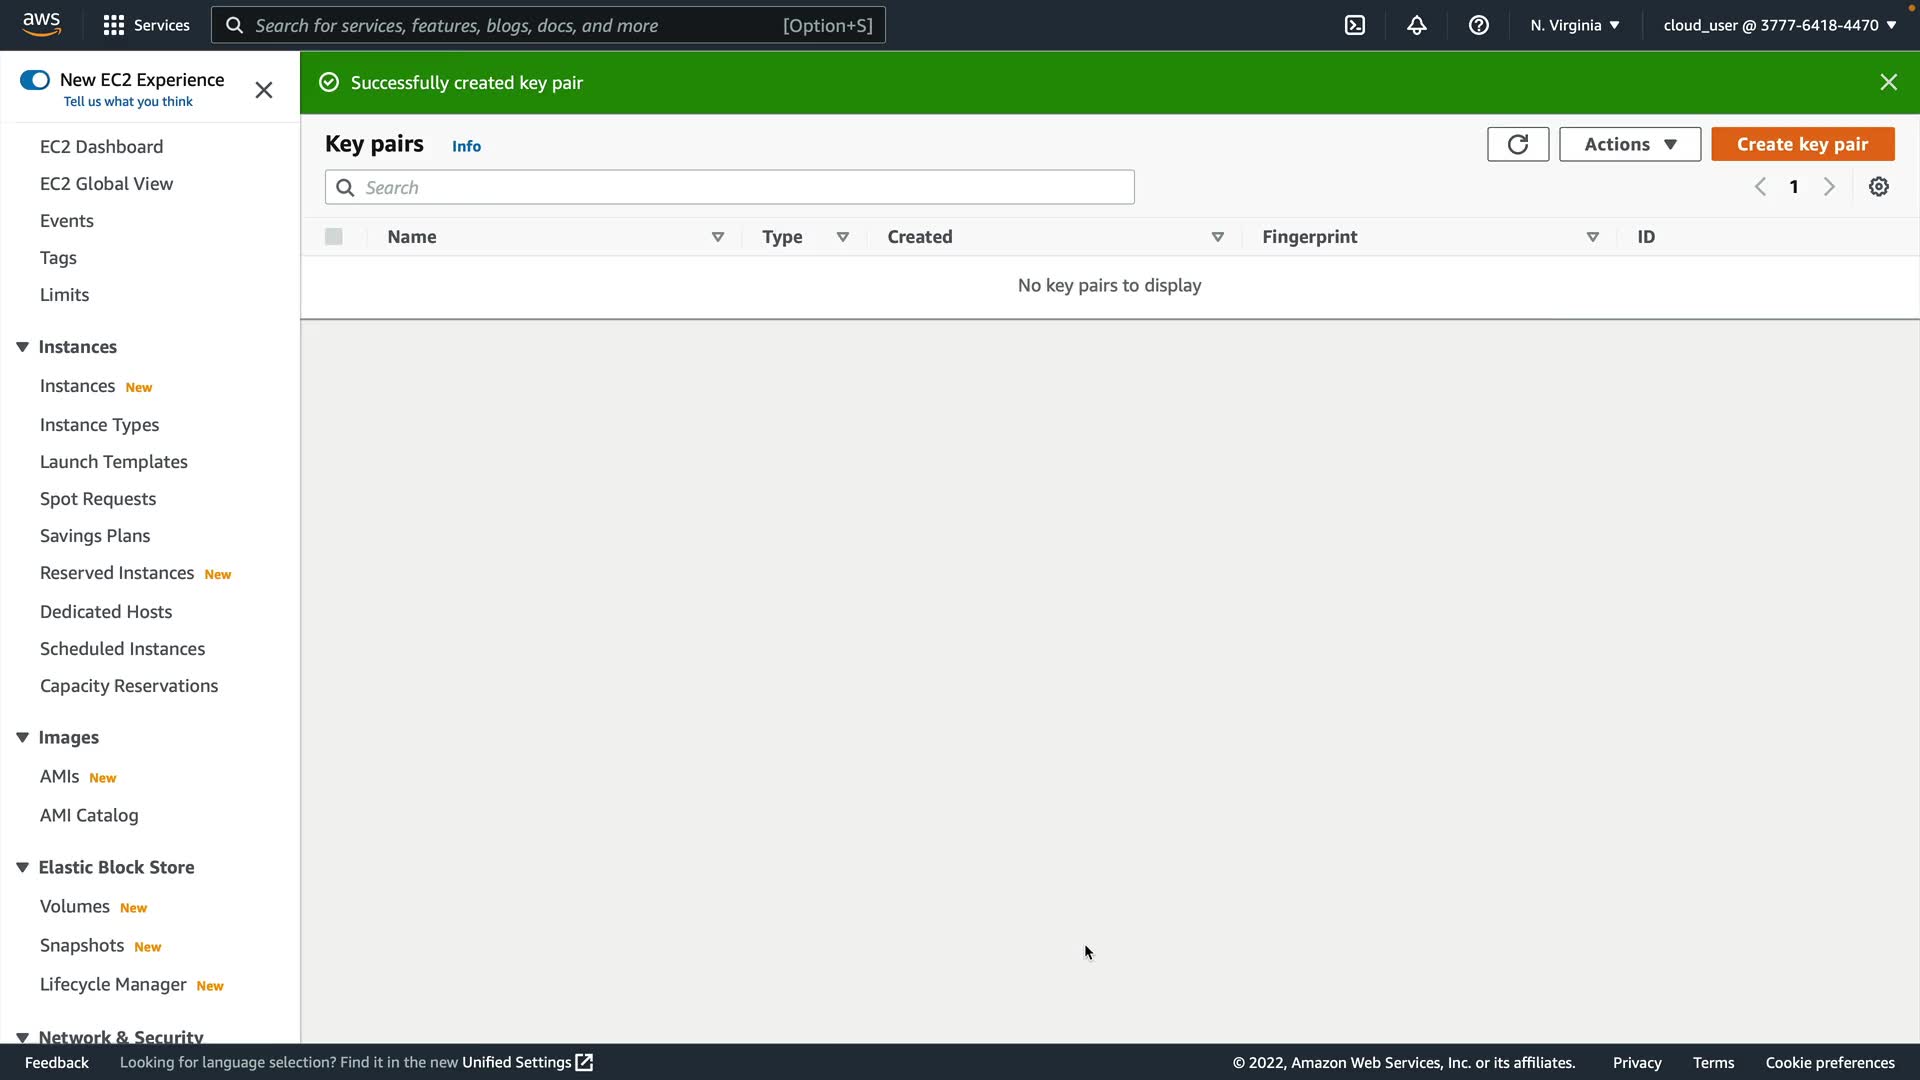 aws Services Search for services, features, blogs, docs, and more [Option+S] N. Virginia cloud_user @ 3777-6418-4470
New EC2 Experience
Tell us what you think
EC2 Dashboard
EC2 Global View
Events
Tags
Limits
Instances
Instances New
Instance Types
Launch Templates
Spot Requests
Savings Plans
Reserved Instances New
Dedicated Hosts
Scheduled Instances
Capacity Reservations
Images
AMIs New
AMI Catalog
Elastic Block Store
Volumes New
Snapshots New
Lifecycle Manager New
Network & Security
Successfully created key pair
Key pairs Info Actions Create key pair
Search 1
Name Type Created Fingerprint ID
No key pairs to display
Feedback Looking for language selection? Find it in the new Unified Settings © 2022, Amazon Web Services, Inc. or its affiliates. Privacy Terms Cookie preferences